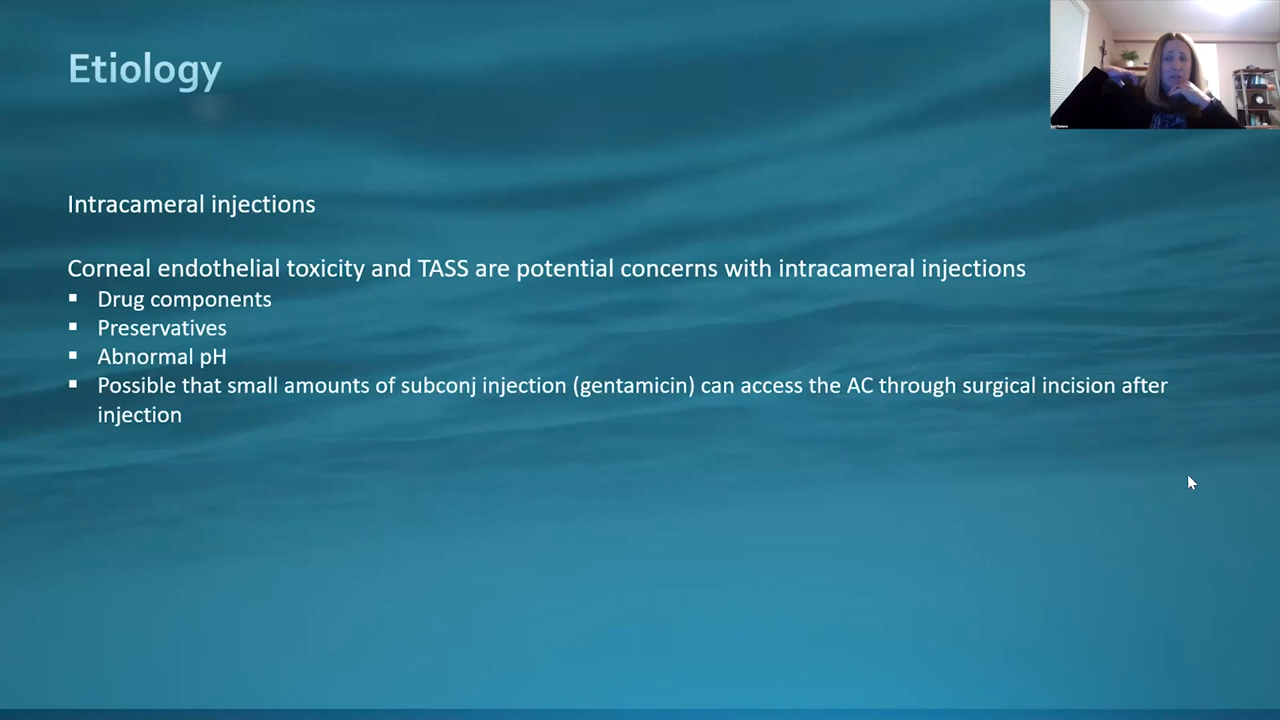 Etiology
Intracameral injections
Corneal endothelial toxicity and TASS are potential concerns with intracameral injections
▪ Drug components
▪ Preservatives
▪ Abnormal pH
▪ Possible that small amounts of subconj injection (gentamicin) can access the AC through surgical incision after
injection